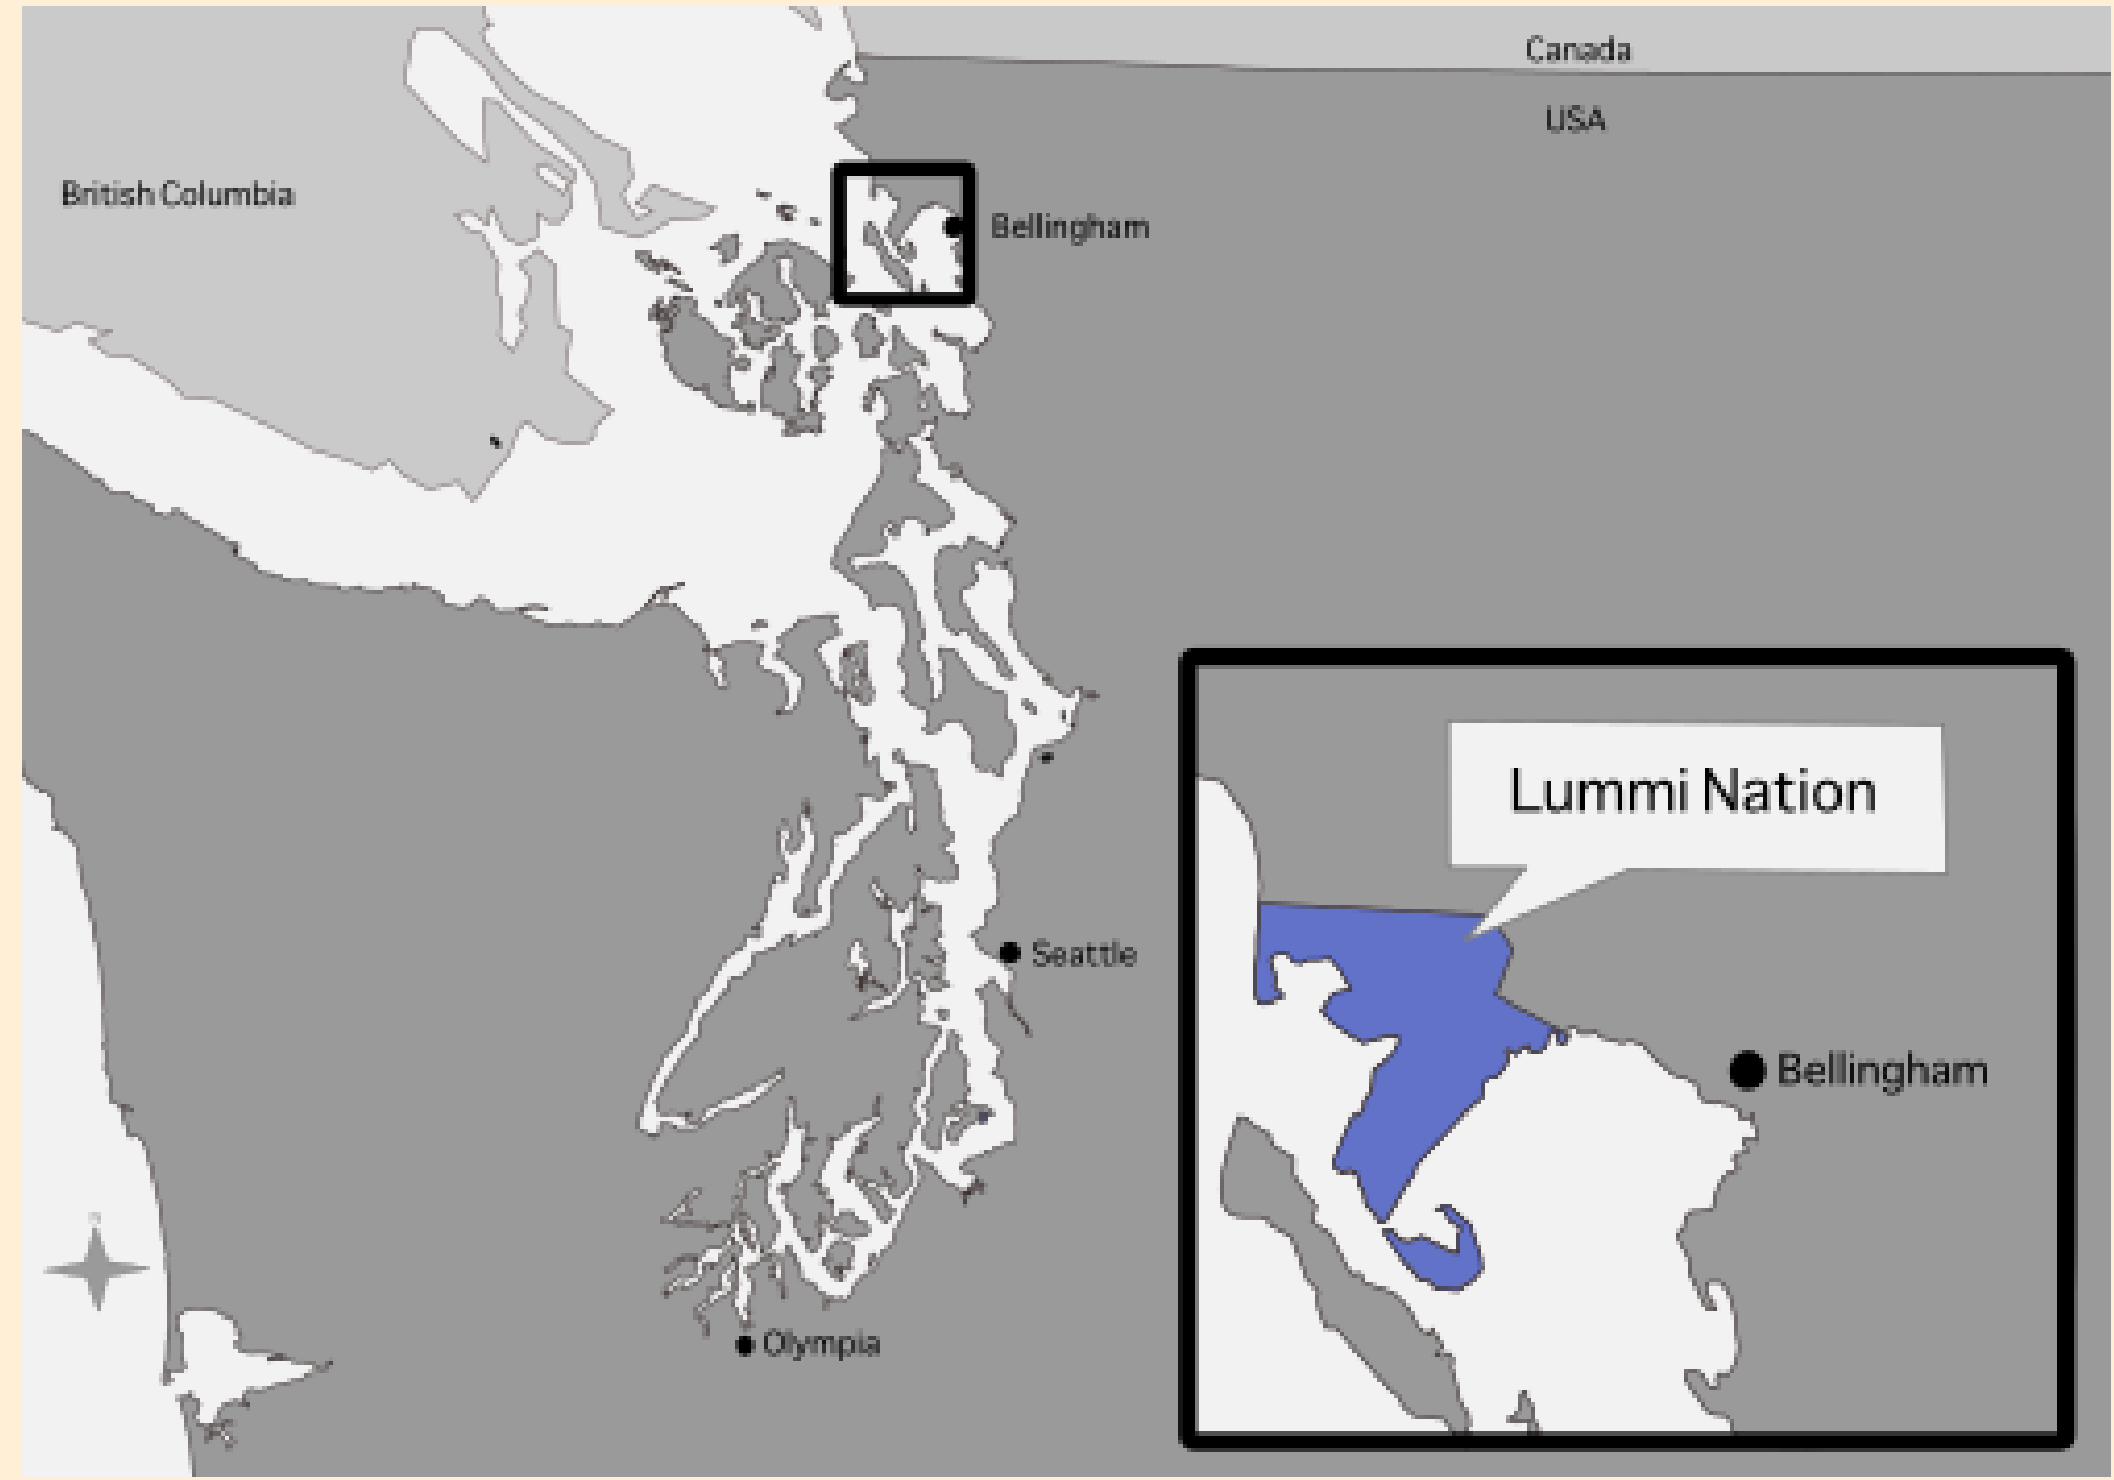 Canada
USA
British Columbia
Bellingham
Lummi Nation
Seattle
Bellingham
Olympia